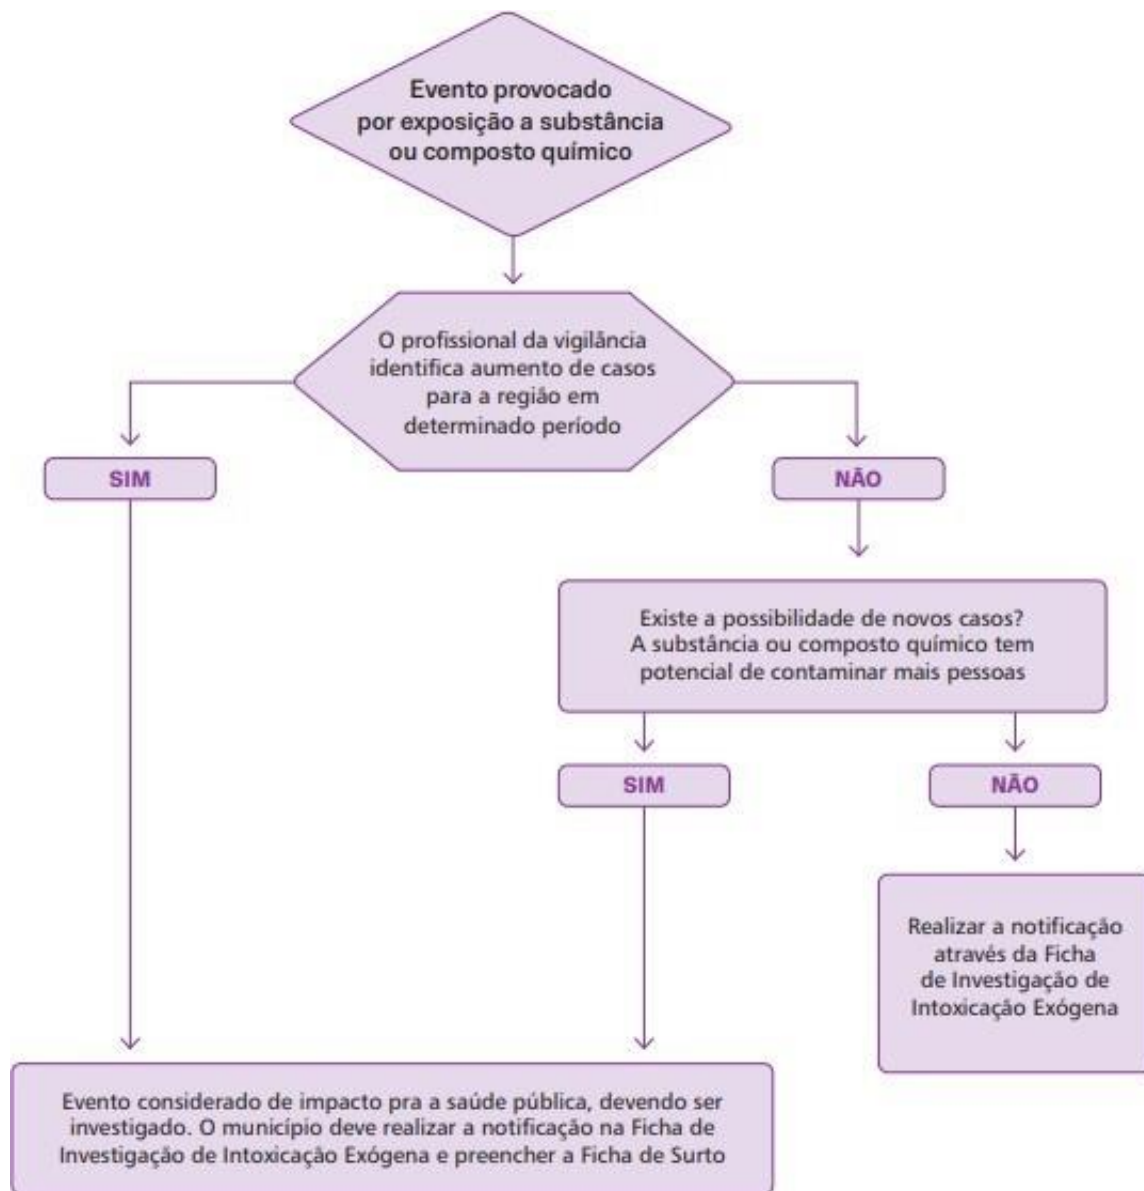 Evento provocado
por exposição a substância
ou composto químico
O profissional da vigilância
identifica aumento de casos
para a região em
determinado período
SIM
NÃO
Existe a possibilidade de novos casos?
A substância ou composto químico tem
potencial de contaminar mais pessoas
SIM
NÃO
Realizar a notificação
através da Ficha
de Investigação de
Intoxicação Exógena
Evento considerado de impacto pra a saúde pública, devendo ser
investigado. O município deve realizar a notificação na Ficha de
Investigação de Intoxicação Exógena e preencher a Ficha de Surto